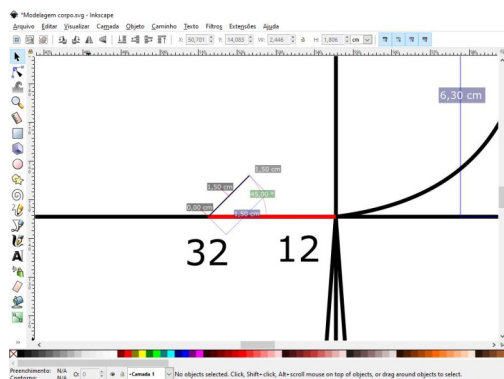 *Modelagem corpo.svg - Inkscape
Arquivo Editar Visualizar Camada Objeto Caminho Texto Filtros Extensões Ajuda
X: 50,701 Y: 14,083 W: 2,446 H: 1,806 cm
6,30 cm
1,50 cm
1,50 cm
45,00 °
0,00 cm
1,50 cm
32 12
Preenchimento: N/A
Contorno: N/A
O: 0
-Camada 1
No objects selected. Click, Shift+click, Alt+scroll mouse on top of objects, or drag around objects to select.